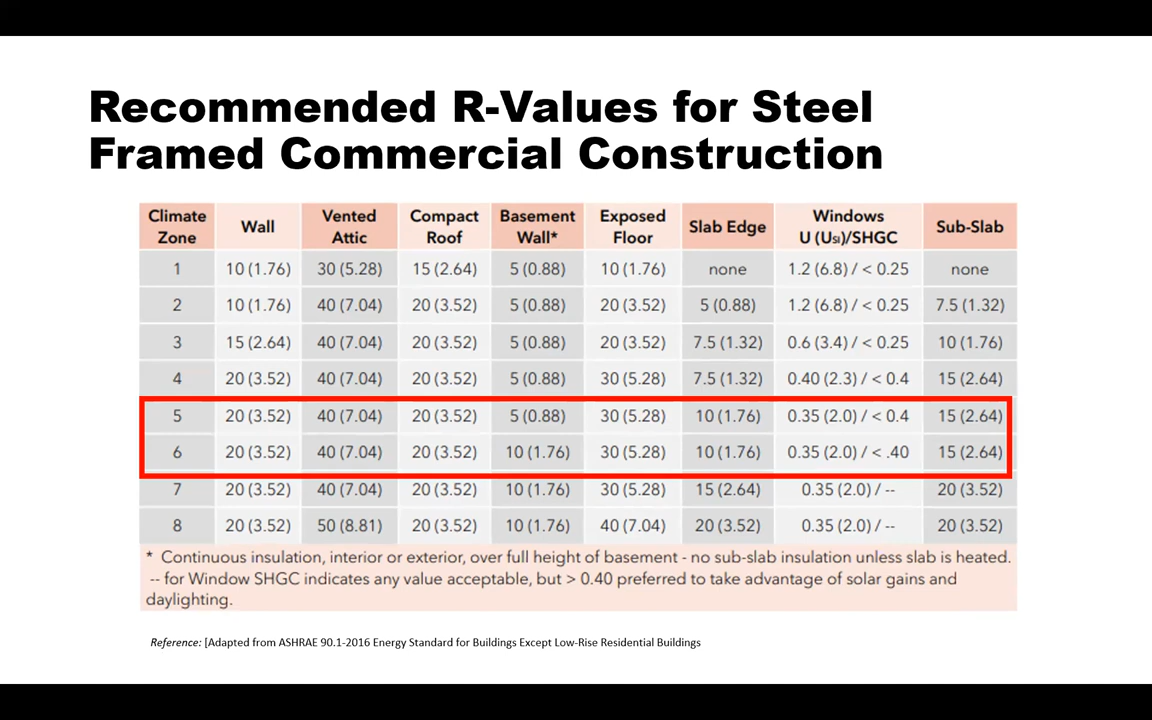 Recommended R-Values for Steel
Framed Commercial Construction
Climate Zone Wall Vented Attic Compact Roof Basement Wall* Exposed Floor Slab Edge Windows U (USI)/SHGC Sub-Slab
1 10 (1.76) 30 (5.28) 15 (2.64) 5 (0.88) 10 (1.76) none 1.2 (6.8) / < 0.25 none
2 10 (1.76) 40 (7.04) 20 (3.52) 5 (0.88) 20 (3.52) 5 (0.88) 1.2 (6.8) / < 0.25 7.5 (1.32)
3 15 (2.64) 40 (7.04) 20 (3.52) 5 (0.88) 20 (3.52) 7.5 (1.32) 0.6 (3.4) / < 0.25 10 (1.76)
4 20 (3.52) 40 (7.04) 20 (3.52) 5 (0.88) 30 (5.28) 7.5 (1.32) 0.40 (2.3) / < 0.4 15 (2.64)
5 20 (3.52) 40 (7.04) 20 (3.52) 5 (0.88) 30 (5.28) 10 (1.76) 0.35 (2.0) / < 0.4 15 (2.64)
6 20 (3.52) 40 (7.04) 20 (3.52) 10 (1.76) 30 (5.28) 10 (1.76) 0.35 (2.0) / < .40 15 (2.64)
7 20 (3.52) 40 (7.04) 20 (3.52) 10 (1.76) 30 (5.28) 15 (2.64) 0.35 (2.0) / -- 20 (3.52)
8 20 (3.52) 50 (8.81) 20 (3.52) 10 (1.76) 40 (7.04) 20 (3.52) 0.35 (2.0) / -- 20 (3.52)
* Continuous insulation, interior or exterior, over full height of basement - no sub-slab insulation unless slab is heated.
-- for Window SHGC indicates any value acceptable, but > 0.40 preferred to take advantage of solar gains and
daylighting.
Reference: [Adapted from ASHRAE 90.1-2016 Energy Standard for Buildings Except Low-Rise Residential Buildings